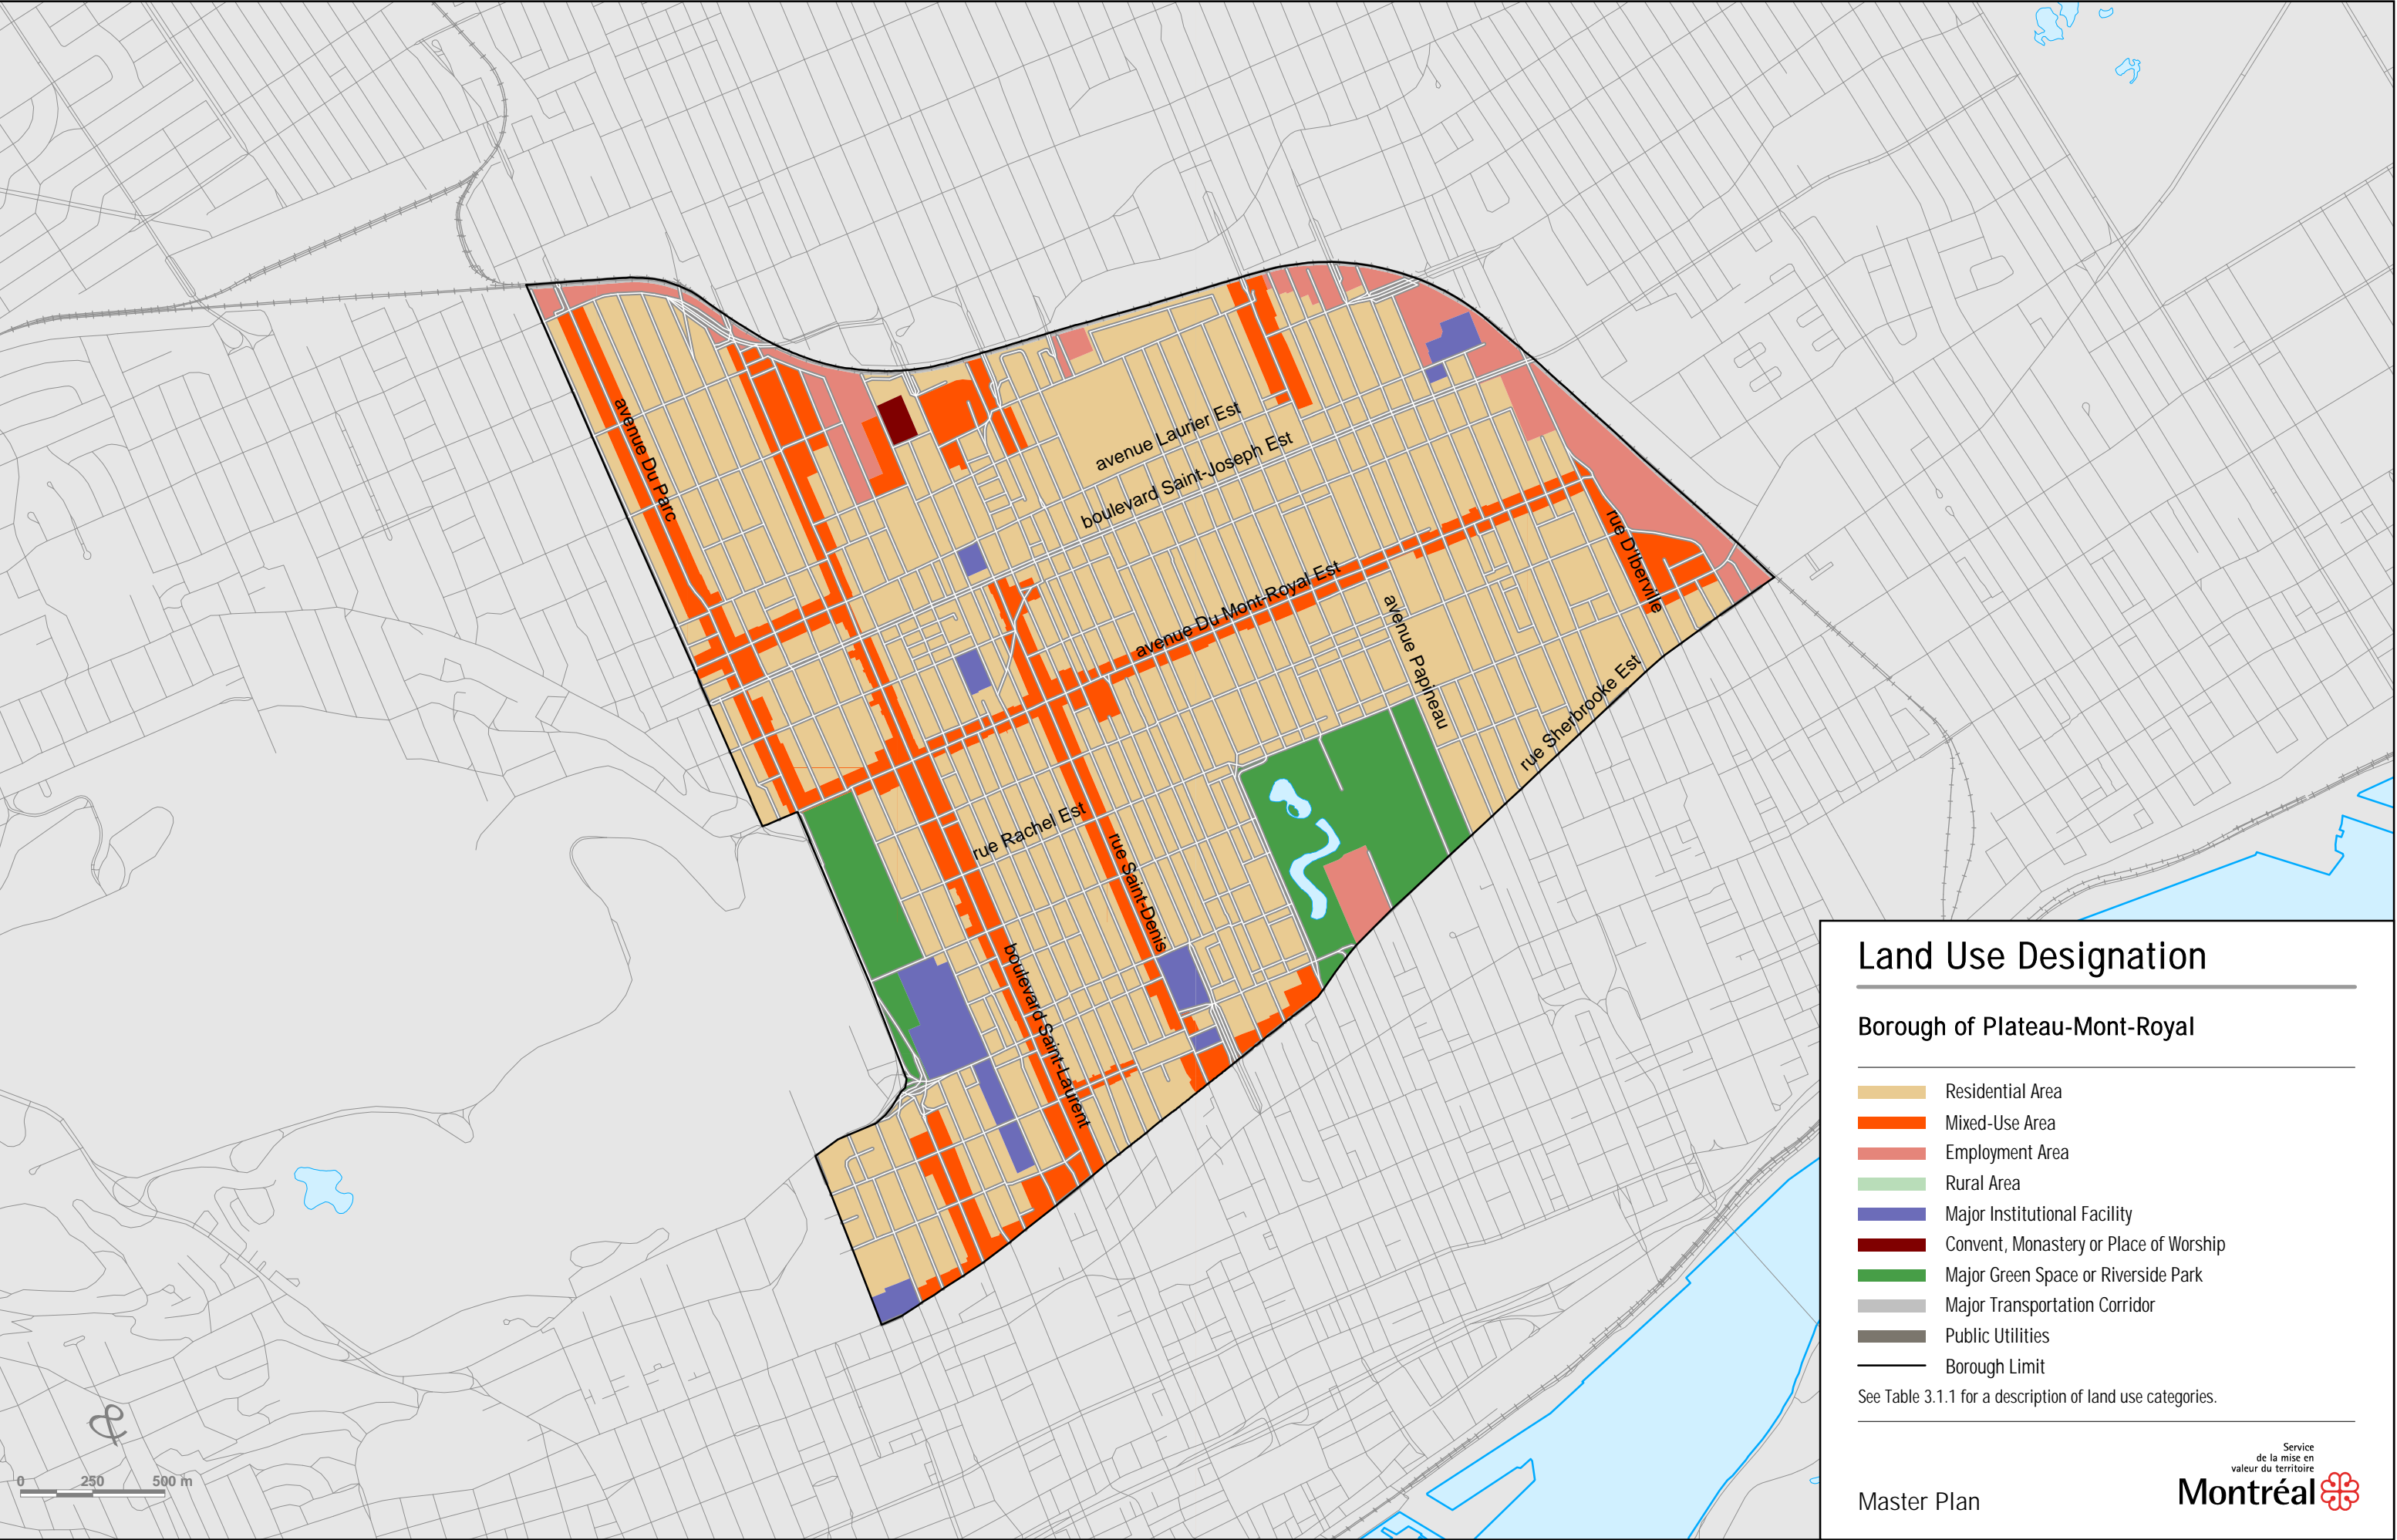 avenue Du Parc
avenue Laurier Est
boulevard Saint-Joseph Est
avenue Du Mont-Royal Est
rue D'Iberville
avenue Papineau
rue Sherbrooke Est
rue Rachel Est
rue Saint-Denis
boulevard Saint-Laurent
0 250 500 m
Land Use Designation
Borough of Plateau-Mont-Royal
Residential Area
Mixed-Use Area
Employment Area
Rural Area
Major Institutional Facility
Convent, Monastery or Place of Worship
Major Green Space or Riverside Park
Major Transportation Corridor
Public Utilities
Borough Limit
See Table 3.1.1 for a description of land use categories.
Service
de la mise en
valeur du territoire
Montréal
Master Plan